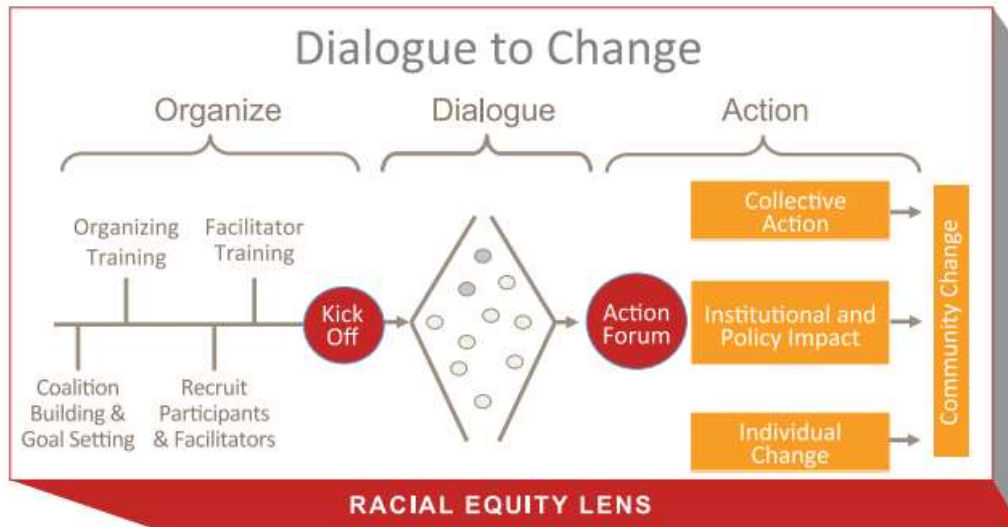 Dialogue to Change
Organize
Dialogue
Action
Organizing
Training
Facilitator
Training
Coalition
Building &
Goal Setting
Recruit
Participants
& Facilitators
Kick
Off
Action
Forum
Collective
Action
Institutional and
Policy Impact
Individual
Change
Community Change
RACIAL EQUITY LENS